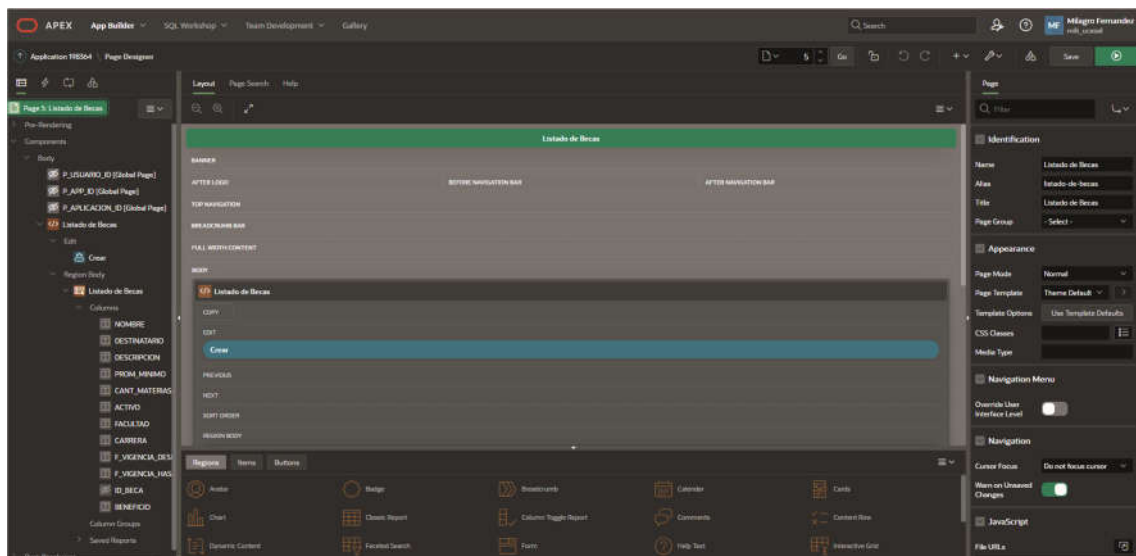 APEX App Builder SQL Workshop Team Development Gallery Search MF Milagro Fernandez
mili_ucasal
Application 198564 \ Page Designer 5 Go Save
Layout Page Search Help Page
Page 5: Listado de Becas Filter
Pre-Rendering
Components
Body
P_USUARIO_ID [Global Page]
P_APP_ID [Global Page]
P_APLICACION_ID [Global Page]
Listado de Becas
Edit
Crear
Region Body
Listado de Becas
Columns
NOMBRE
DESTINATARIO
DESCRIPCION
PROM_MINIMO
CANT_MATERIAS
ACTIVO
FACULTAD
CARRERA
F_VIGENCIA_DES
F_VIGENCIA_HAS
ID_BECA
BENEFICIO
Column Groups
Saved Reports
Listado de Becas
BANNER
AFTER LOGO BEFORE NAVIGATION BAR AFTER NAVIGATION BAR
TOP NAVIGATION
BREADCRUMB BAR
FULL WIDTH CONTENT
BODY
Listado de Becas
COPY
EDIT
Crear
PREVIOUS
NEXT
SORT ORDER
REGION BODY
Regions Items Buttons
Avatar Badge Breadcrumb Calendar Cards
Chart Classic Report Column Toggle Report Comments Content Row
Dynamic Content Faceted Search Form Help Text Interactive Grid
Identification
Name Listado de Becas
Alias listado-de-becas
Title Listado de Becas
Page Group - Select -
Appearance
Page Mode Normal
Page Template Theme Default
Template Options Use Template Defaults
CSS Classes
Media Type
Navigation Menu
Override User
Interface Level
Navigation
Cursor Focus Do not focus cursor
Warn on Unsaved
Changes
JavaScript
File URLs